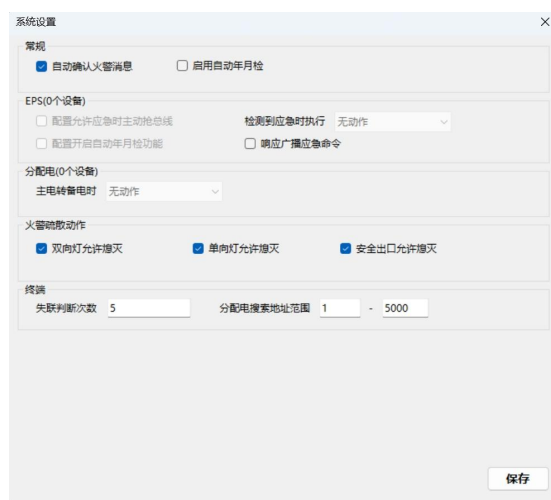 系统设置
常规
自动确认火警消息 启用自动年月检
EPS(0个设备)
配置允许应急时主动抢总线 检测到应急时执行 无动作
配置开启自动年月检功能 响应广播应急命令
分配电(0个设备)
主电转备电时 无动作
火警疏散动作
双向灯允许熄灭 单向灯允许熄灭 安全出口允许熄灭
终端
失联判断次数 5 分配电搜索地址范围 1 - 5000
保存